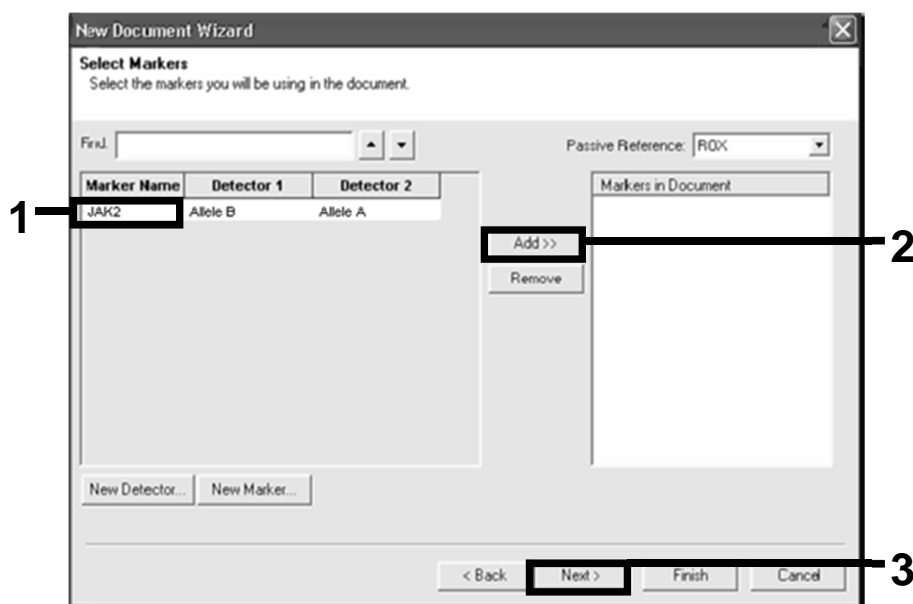 New Document Wizard
Select Markers
Select the markers you will be using in the document.
Find:
Passive Reference: ROX
Marker Name Detector 1 Detector 2
JAK2 Allele B Allele A
Markers in Document
1
Add >>
2
Remove
New Detector... New Marker...
< Back Next > Finish Cancel
3